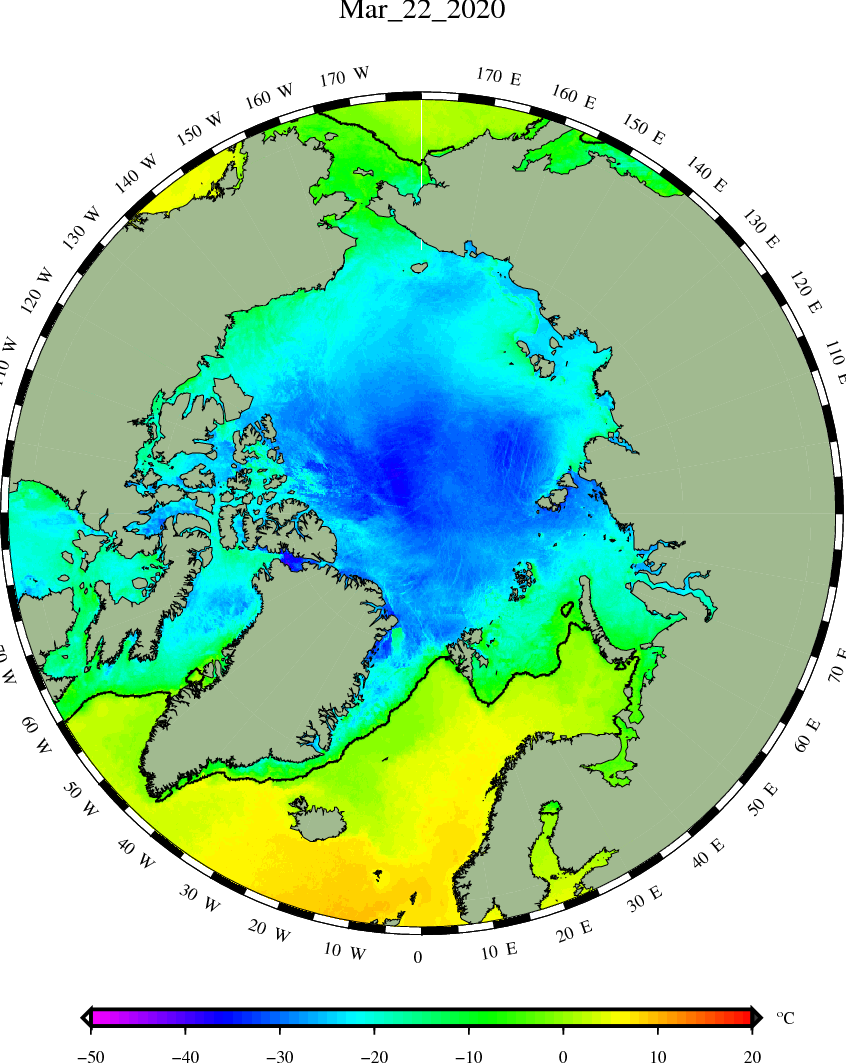 Mar_22_2020
170 W
170 E
160 W
160 E
150 W
150 E
140 W
140 E
130 W
130 E
120 W
120 E
10 W
110 E
70 W
70 E
60 W
60 E
50 W
50 E
40 W
40 E
30 W
30 E
20 W
20 E
10 W
10 E
0
°C
−50 −40 −30 −20 −10 0 10 20